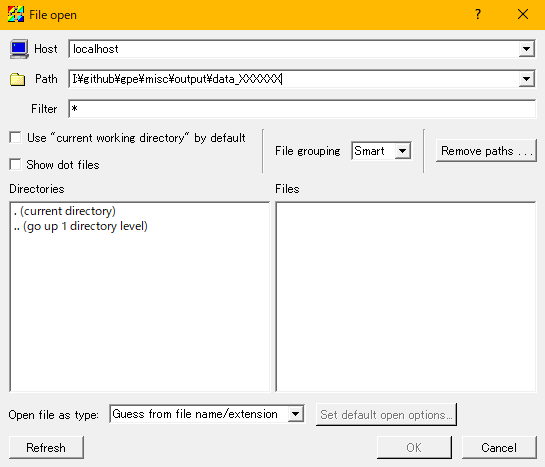 File open
?
Host
localhost
Path
I¥github¥gpe¥misc¥output¥data_XXXXXXX
Filter
*
Use "current working directory" by default
Show dot files
File grouping
Smart
Remove paths ...
Directories
Files
. (current directory)
.. (go up 1 directory level)
Open file as type:
Guess from file name/extension
Set default open options...
Refresh
OK
Cancel